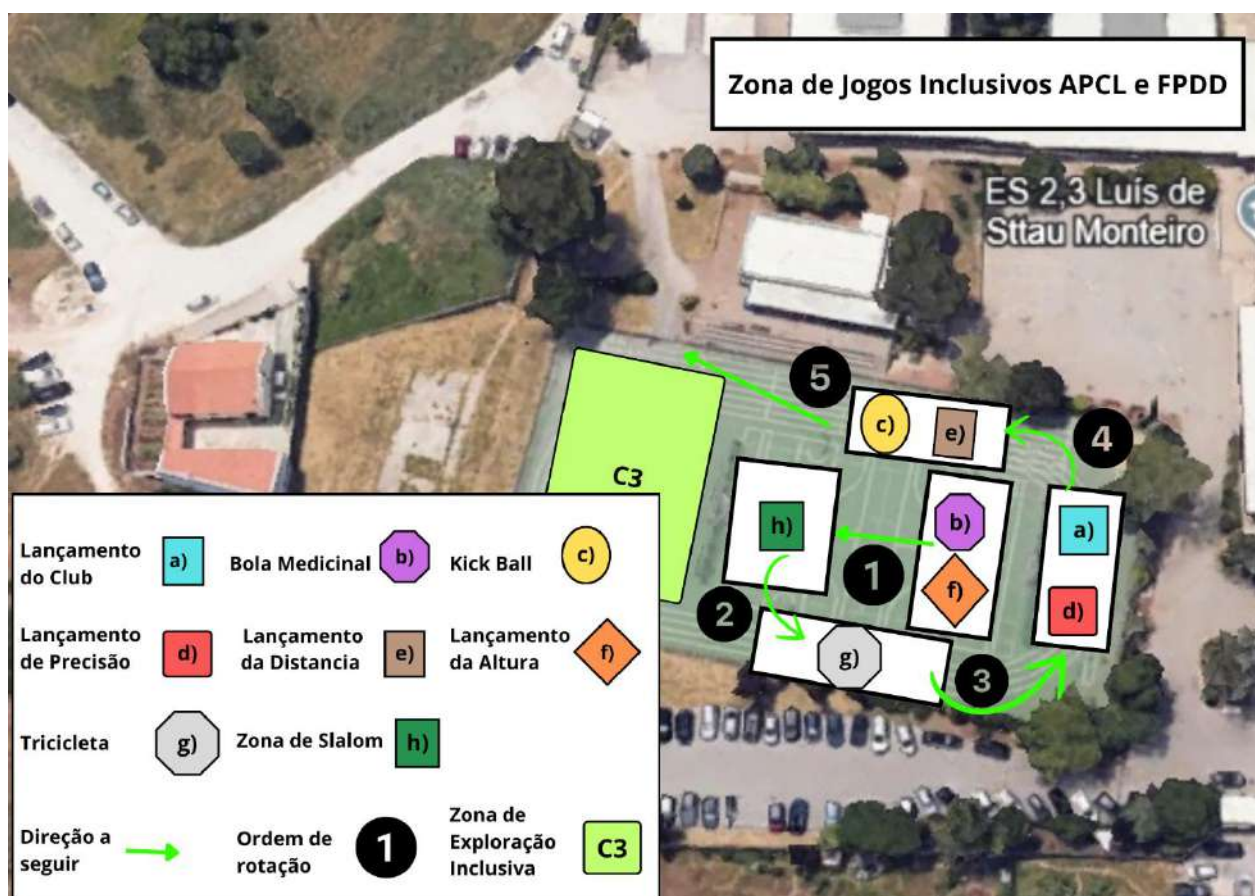 Zona de Jogos Inclusivos APCL e FPDD
ES 2,3 Luís de
Sttau Monteiro
5
c)
e)
4
C3
h)
b)
a)
1
f)
2
d)
g)
3
Lançamento
do Club
a)
Bola Medicinal
b)
Kick Ball
c)
Lançamento
de Precisão
d)
Lançamento
da Distancia
e)
Lançamento
da Altura
f)
Tricicleta
g)
Zona de Slalom
h)
Direção a
seguir
Ordem de
rotação
1
Zona de
Exploração
Inclusiva
C3